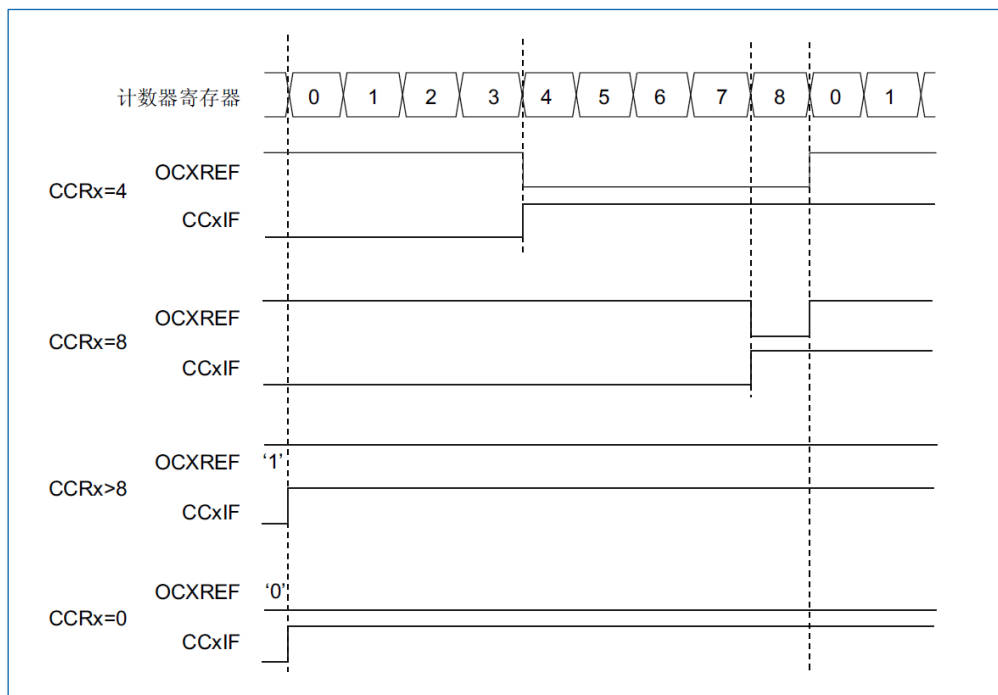 计数器寄存器 0 1 2 3 4 5 6 7 8 0 1
OCXREF
CCRx=4
CCxIF
OCXREF
CCRx=8
CCxIF
OCXREF ‘1’
CCRx>8
CCxIF
OCXREF ‘0’
CCRx=0
CCxIF